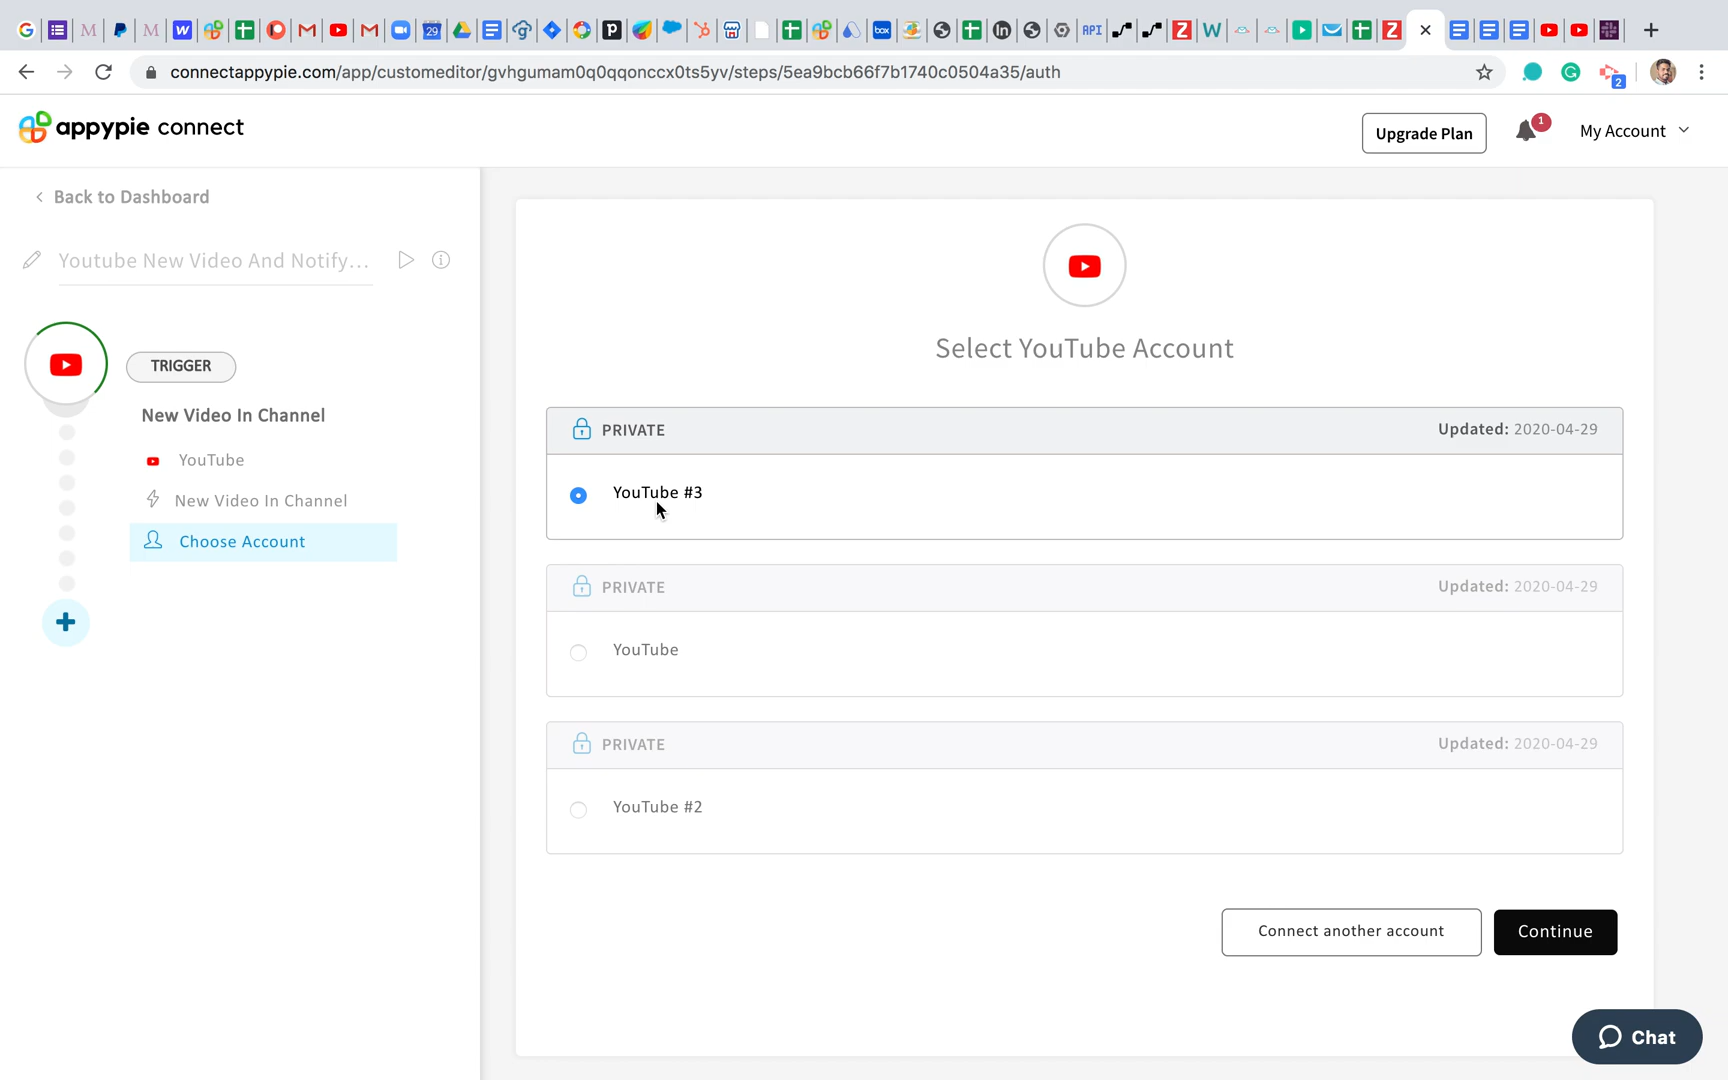 connectappypie.com/app/customeditor/gvhgumam0q0qqonccx0ts5yv/steps/5ea9bcb66f7b1740c0504a35/auth
2
appypie connect
Upgrade Plan
1
My Account
Back to Dashboard
Youtube New Video And Notify...
TRIGGER
New Video In Channel
YouTube
New Video In Channel
Choose Account
Select YouTube Account
PRIVATE
Updated: 2020-04-29
YouTube #3
PRIVATE
Updated: 2020-04-29
YouTube
PRIVATE
Updated: 2020-04-29
YouTube #2
Connect another account
Continue
Chat